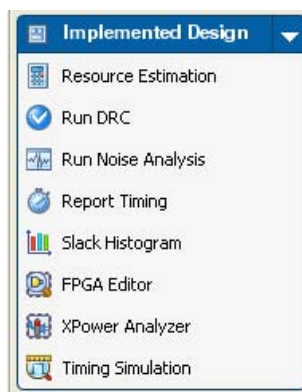 Implemented Design
Resource Estimation
Run DRC
Run Noise Analysis
Report Timing
Slack Histogram
FPGA Editor
XPower Analyzer
Timing Simulation